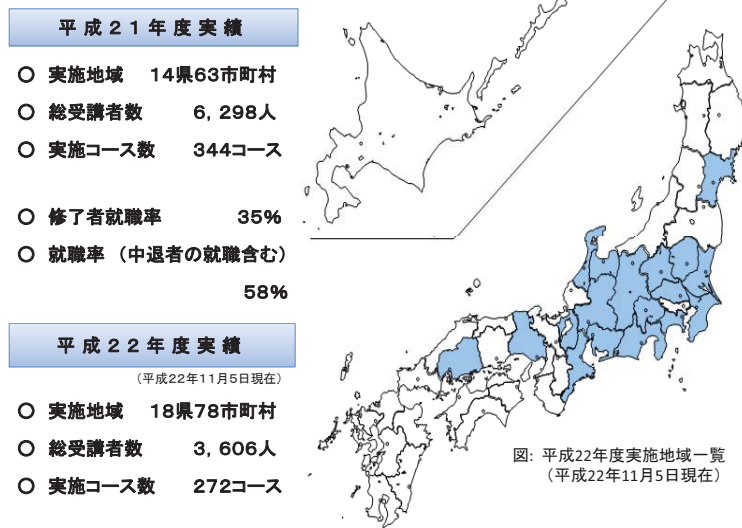 平成２１年度実績
○ 実施地域　14県63市町村
○ 総受講者数　6, 298人
○ 実施コース数　344コース
○ 修了者就職率　35%
○ 就職率 （中退者の就職含む）
58%
平成２２年度実績
（平成22年11月5日現在）
○ 実施地域　18県78市町村
○ 総受講者数　3, 606人
○ 実施コース数　272コース
図: 平成22年度実施地域一覧
（平成22年11月5日現在）